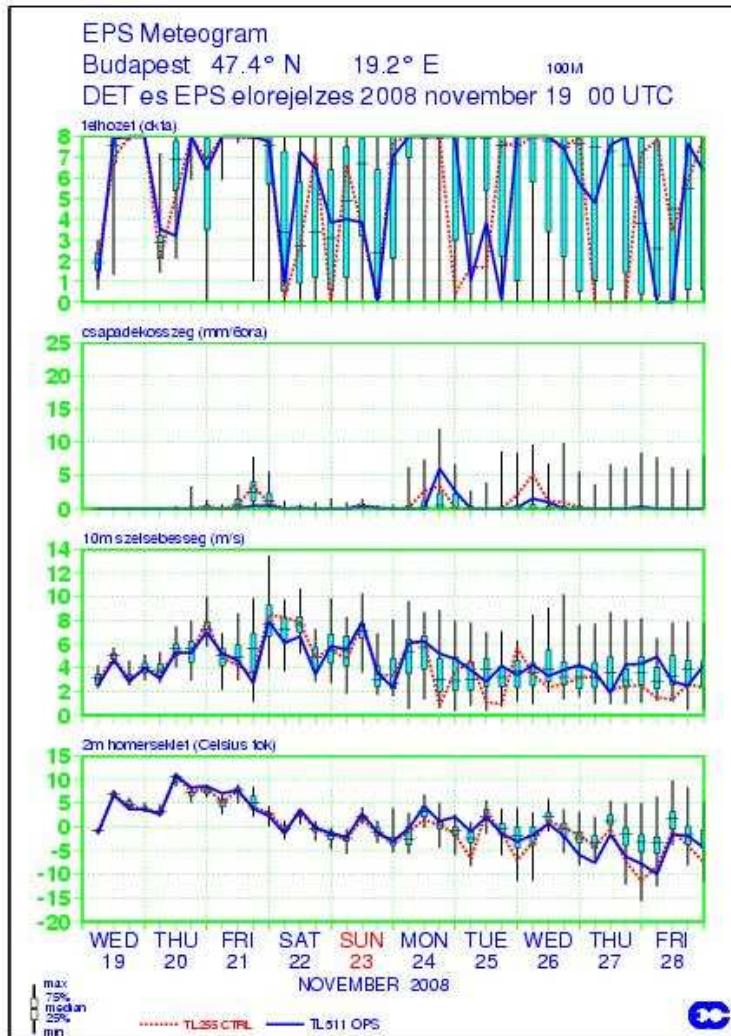 EPS Meteogram
Budapest 47.4° N 19.2° E 100M
DET es EPS elorejelzes 2008 november 19 00 UTC
felhozet (okta)
8
7
6
5
4
3
2
1
0
csapadekosszeg (mm/6ora)
25
20
15
10
5
0
10m szelsebesseg (m/s)
14
12
10
8
6
4
2
0
2m homerseklet (Celsius fok)
15
10
5
0
-5
-10
-15
-20
WED THU FRI SAT SUN MON TUE WED THU FRI
19 20 21 22 23 24 25 26 27 28
NOVEMBER 2008
max
75%
median
25%
min
TL255 CTRL TL511 OPS